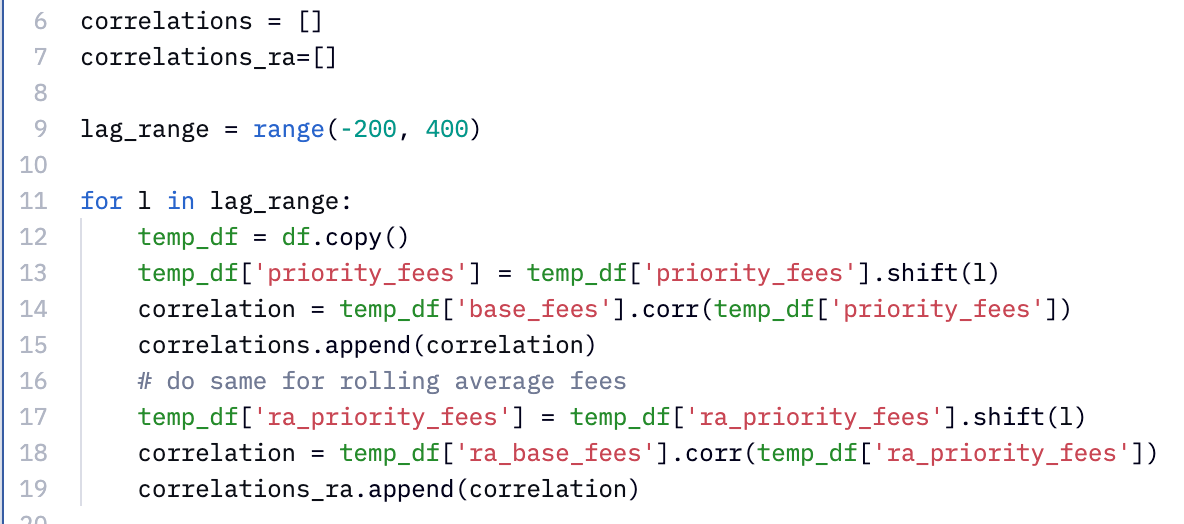 6 correlations = []
7 correlations_ra=[]
8
9 lag_range = range(-200, 400)
10
11 for l in lag_range:
12     temp_df = df.copy()
13     temp_df['priority_fees'] = temp_df['priority_fees'].shift(l)
14     correlation = temp_df['base_fees'].corr(temp_df['priority_fees'])
15     correlations.append(correlation)
16     # do same for rolling average fees
17     temp_df['ra_priority_fees'] = temp_df['ra_priority_fees'].shift(l)
18     correlation = temp_df['ra_base_fees'].corr(temp_df['ra_priority_fees'])
19     correlations_ra.append(correlation)
20